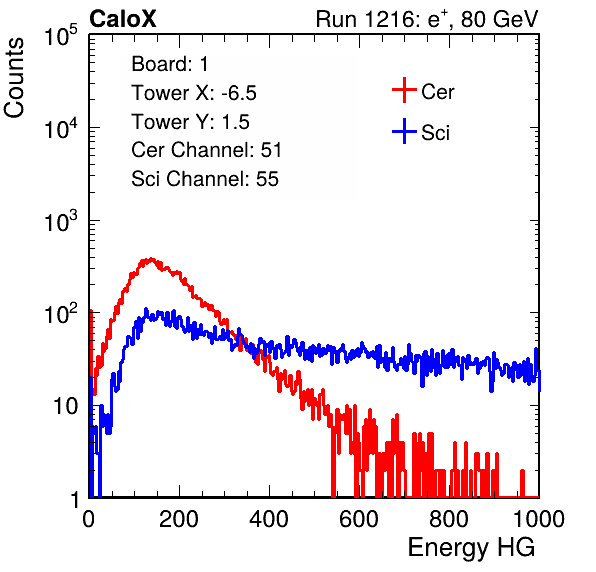 CaloX Run 1216: e⁺, 80 GeV
Counts
10⁵
10⁴
10³
10²
10
1
Board: 1
Tower X: -6.5
Tower Y: 1.5
Cer Channel: 51
Sci Channel: 55
Cer
Sci
0 200 400 600 800 1000
Energy HG